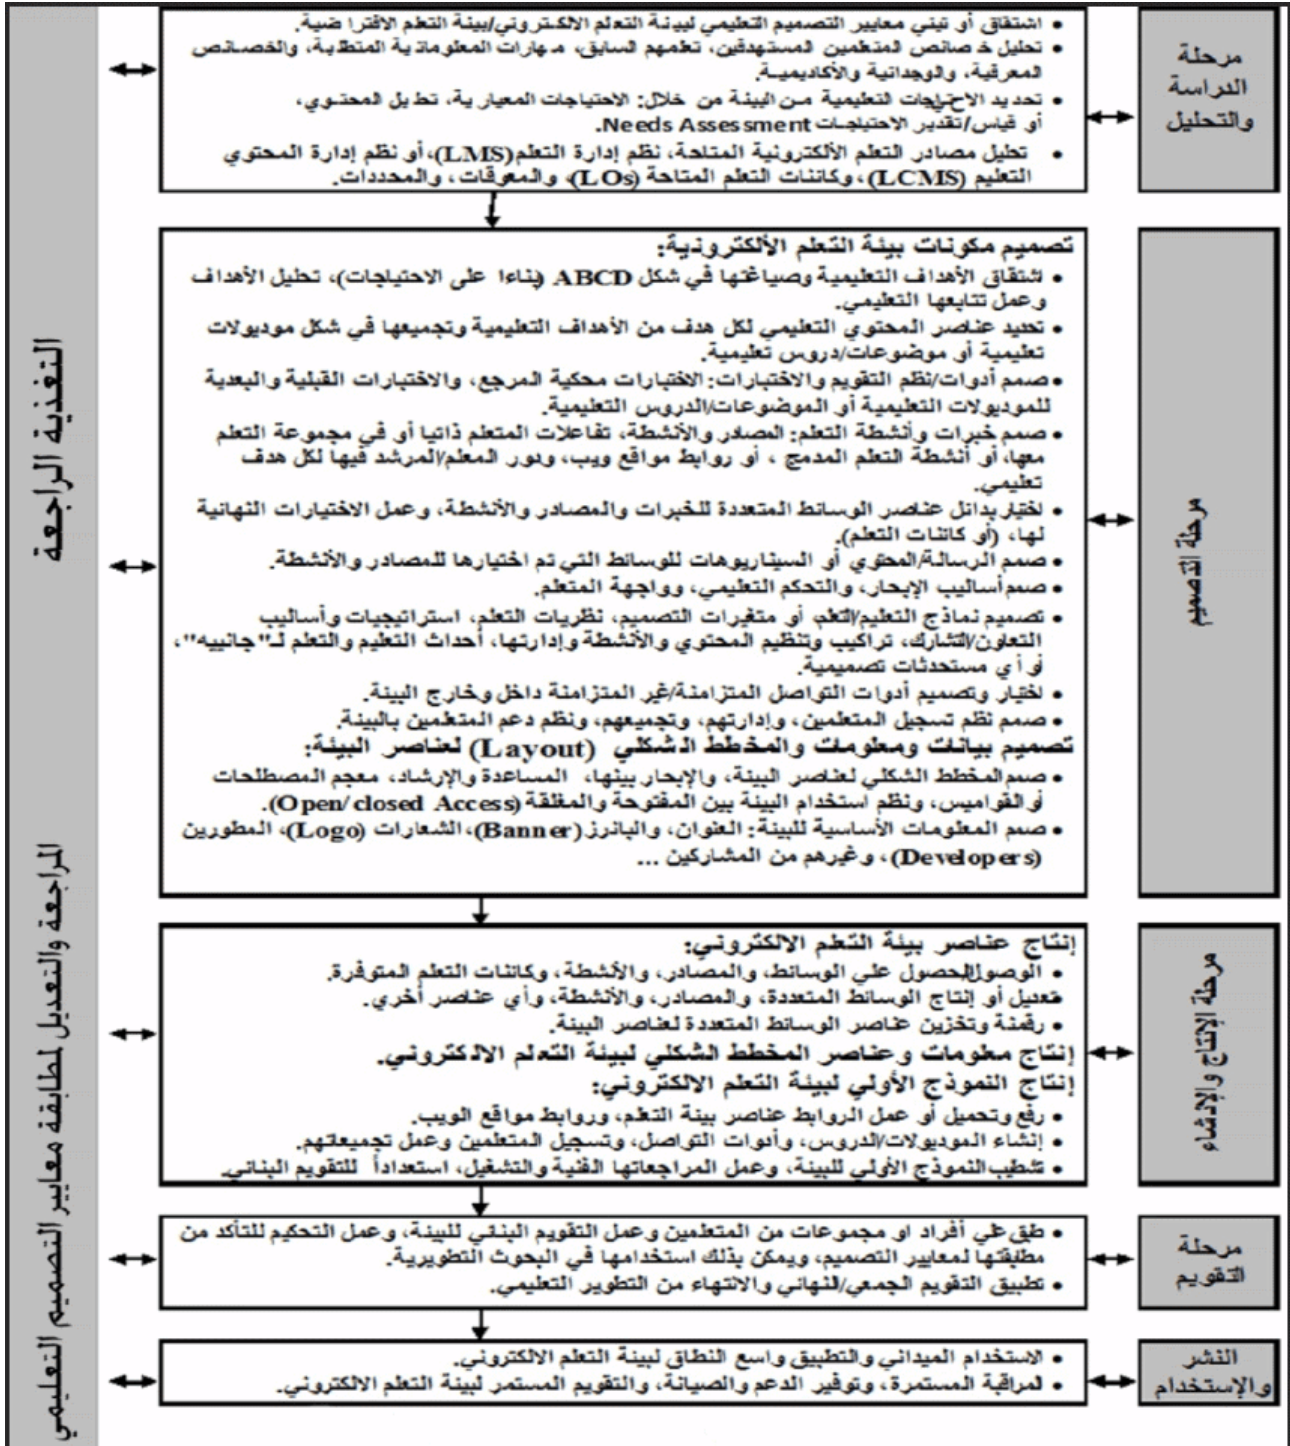 مرحلة
الدراسة
والتحليل
• اشتقاق أو تبني معايير التصميم التعليمي لبيئة التعلم الالكتروني/بيئة التعلم الافتراضية.
• تحليل خصائص المتعلمين المستهدفين، تعلمهم السابق، مهارات المعلوماتية المتطلبة، والخصائص
المعرفية، والوجدانية والأكاديمية.
• تحديد الاحتياجات التعليمية من البيئة من خلال: الاحتياجات المعيارية، تحليل المحتوي،
أو قياس/تقدير الاحتياجات Needs Assessment.
• تحليل مصادر التعلم الألكترونية المتاحة، نظم إدارة التعلم(LMS)، أو نظم إدارة المحتوي
التعليم (LCMS)، وكائنات التعلم المتاحة (LOs)، والمعوقات، والمحددات.
مرحلة التصميم
تصميم مكونات بيئة التعلم الألكترونية:
• اشتقاق الأهداف التعليمية وصياغتها في شكل ABCD (بناءا على الاحتياجات)، تحليل الأهداف
وعمل تتابعها التعليمي.
• تحديد عناصر المحتوي التعليمي لكل هدف من الأهداف التعليمية وتجميعها في شكل موديولات
تعليمية أو موضوعات/دروس تعليمية.
• صمم أدوات/نظم التقويم والاختبارات: الاختبارات محكية المرجع، والاختبارات القبلية والبعدية
للموديولات التعليمية أو الموضوعات/الدروس التعليمية.
• صمم خبرات وأنشطة التعلم: المصادر والأنشطة، تفاعلات المتعلم ذاتيا أو في مجموعة التعلم
معها، أو أنشطة التعلم المدمج ، أو روابط مواقع ويب، ودور المعلم/المرشد فيها لكل هدف
تعليمي.
• اختيار بدائل عناصر الوسائط المتعددة للخبرات والمصادر والأنشطة، وعمل الاختيارات النهائية
لها، (أو كائنات التعلم).
• صمم الرسالة/المحتوي أو السيناريوهات للوسائط التي تم اختيارها للمصادر والأنشطة.
• صمم أساليب الإبحار، والتحكم التعليمي، وواجهة المتعلم.
• تصميم نماذج التعليم/التعلم، أو متغيرات التصميم، نظريات التعلم، استراتيجيات وأساليب
التعاون/التشارك، تراكيب وتنظيم المحتوي والأنشطة وإدارتها، أحداث التعليم والتعلم لـ"جانييه"،
أو أي مستحدثات تصميمية.
• اختيار وتصميم أدوات التواصل المتزامنة/غير المتزامنة داخل وخارج البيئة.
• صمم نظم تسجيل المتعلمين، وإدارتهم، وتجميعهم، ونظم دعم المتعلمين بالبيئة.
تصميم بيانات ومعلومات والمخطط الشكلي (Layout) لعناصر البيئة:
• صمم المخطط الشكلي لعناصر البيئة، والإبحار بينها، المساعدة والإرشاد، معجم المصطلحات
أو القواميس، ونظم استخدام البيئة بين المفتوحة والمغلقة (Open/closed Access).
• صمم المعلومات الأساسية للبيئة: العنوان، والبانرز (Banner)، الشعارات (Logo)، المطورين
(Developers)، وغيرهم من المشاركين ...
مرحلة الإنتاج والإنشاء
إنتاج عناصر بيئة التعلم الالكتروني:
• الوصول/الحصول علي الوسائط، والمصادر، والأنشطة، وكائنات التعلم المتوفرة.
• تعديل أو إنتاج الوسائط المتعددة، والمصادر، والأنشطة، وأي عناصر أخري.
• رقمنة وتخزين عناصر الوسائط المتعددة لعناصر البيئة.
إنتاج معلومات وعناصر المخطط الشكلي لبيئة التعلم الالكتروني.
إنتاج النموذج الأولي لبيئة التعلم الالكتروني:
• رفع وتحميل أو عمل الروابط عناصر بيئة التعلم، وروابط مواقع الويب.
• إنشاء الموديولات/الدروس، وأدوات التواصل، وتسجيل المتعلمين وعمل تجميعاتهم.
• تشطيب النموذج الأولي للبيئة، وعمل المراجعاتها الفنية والتشغيل، استعداداً للتقويم البنائي.
مرحلة
التقويم
• طبق علي أفراد او مجموعات من المتعلمين وعمل التقويم البنائي للبيئة، وعمل التحكيم للتأكد من
مطابقتها لمعايير التصميم، ويمكن بذلك استخدامها في البحوث التطويرية.
• تطبيق التقويم الجمعي/النهائي والانتهاء من التطوير التعليمي.
النشر
والإستخدام
• الاستخدام الميداني والتطبيق واسع النطاق لبيئة التعلم الالكتروني.
• المراقبة المستمرة، وتوفير الدعم والصيانة، والتقويم المستمر لبيئة التعلم الالكتروني.
التغذية الراجعة
المراجعة والتعديل لمطابقة معايير التصميم التعليمي